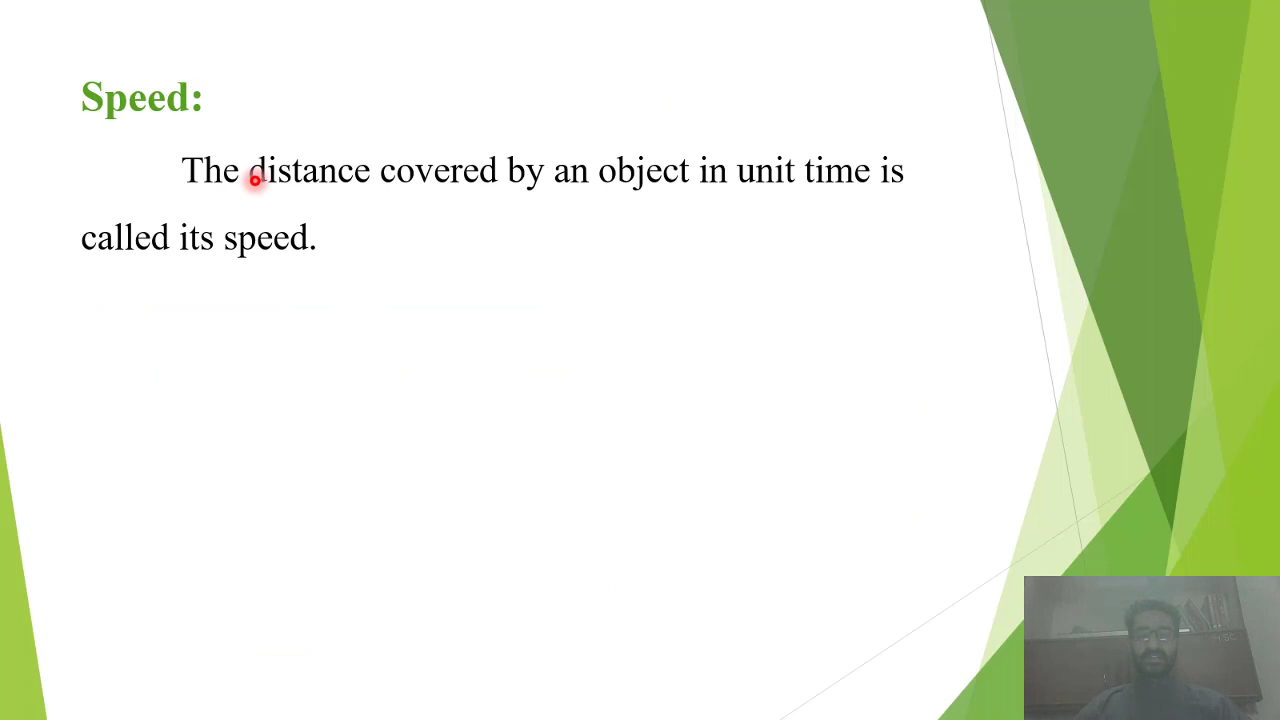 Speed:
The distance covered by an object in unit time is
called its speed.